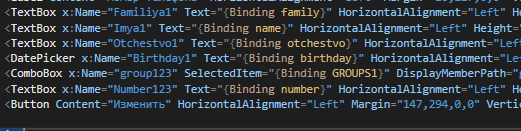 <TextBox x:Name="Familiya1" Text="{Binding family}" HorizontalAlignment="Left" He
<TextBox x:Name="Imya1" Text="{Binding name}" HorizontalAlignment="Left" Height=
<TextBox x:Name="Otchestvo1" Text="{Binding otchestvo}" HorizontalAlignment="Lef
<DatePicker x:Name="Birthday1" Text="{Binding birthday}" HorizontalAlignment="Le
<ComboBox x:Name="group123" SelectedItem="{Binding GROUPS1}" DisplayMemberPath="
<TextBox x:Name="Number123" Text="{Binding number}" HorizontalAlignment="Left" He
<Button Content="Изменить" HorizontalAlignment="Left" Margin="147,294,0,0" Verti